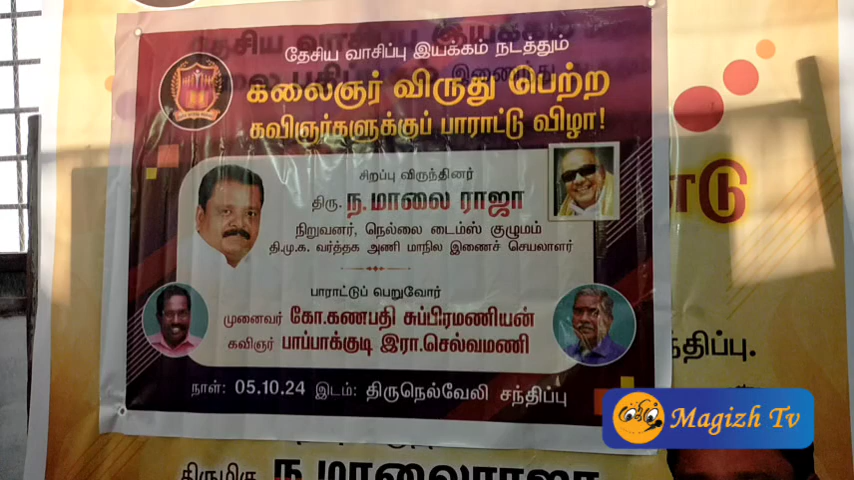 தேசிய வாசிப்பு இயக்கம் நடத்தும்
கலைஞர் விருது பெற்ற
கவிஞர்களுக்குப் பாராட்டு விழா!
சிறப்பு விருந்தினர்
திரு. ந.மாலை ராஜா
நிறுவனர், நெல்லை டைம்ஸ் குழுமம்
தி.மு.க. வர்த்தக அணி மாநில இணைச் செயலாளர்
பாராட்டுப் பெறுவோர்
முனைவர் கோ.கணபதி சுப்பிரமணியன்
கவிஞர் பாப்பாக்குடி இரா.செல்வமணி
நாள்: 05.10.24 இடம்: திருநெல்வேலி சந்திப்பு
திருமிகு ந.மாலைராஜா
Magizh Tv